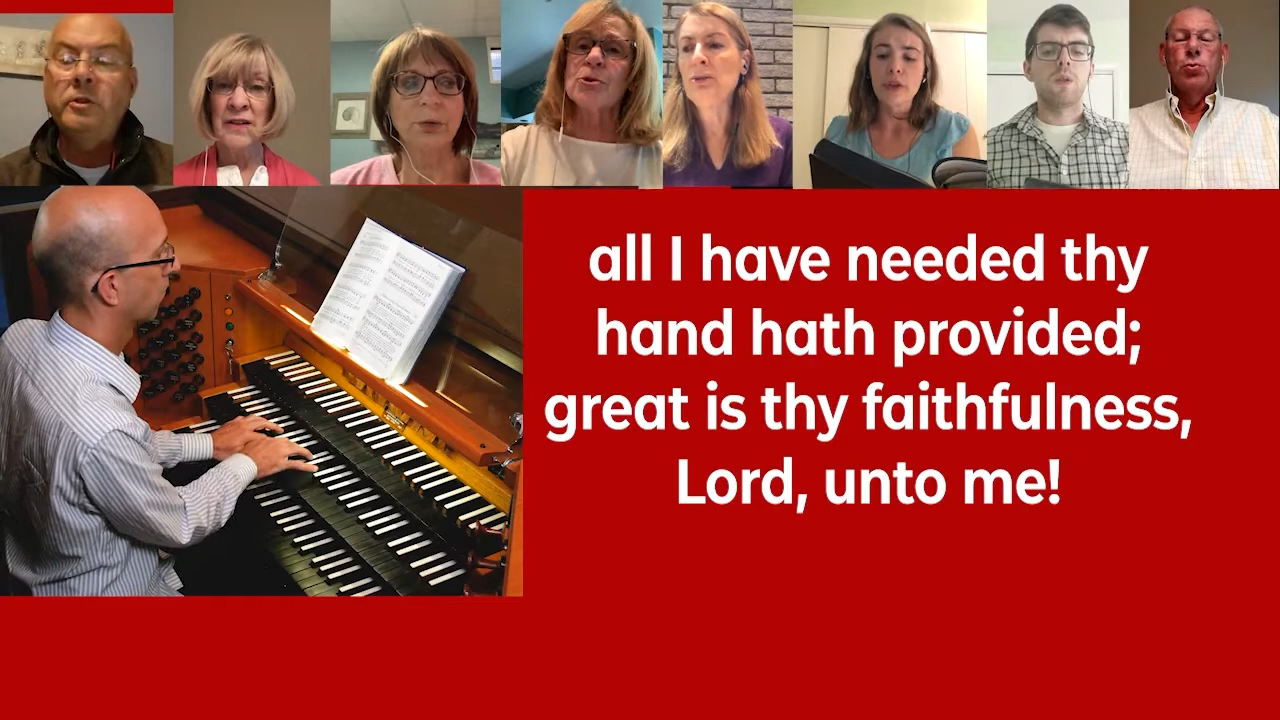 all I have needed thy
hand hath provided;
great is thy faithfulness,
Lord, unto me!